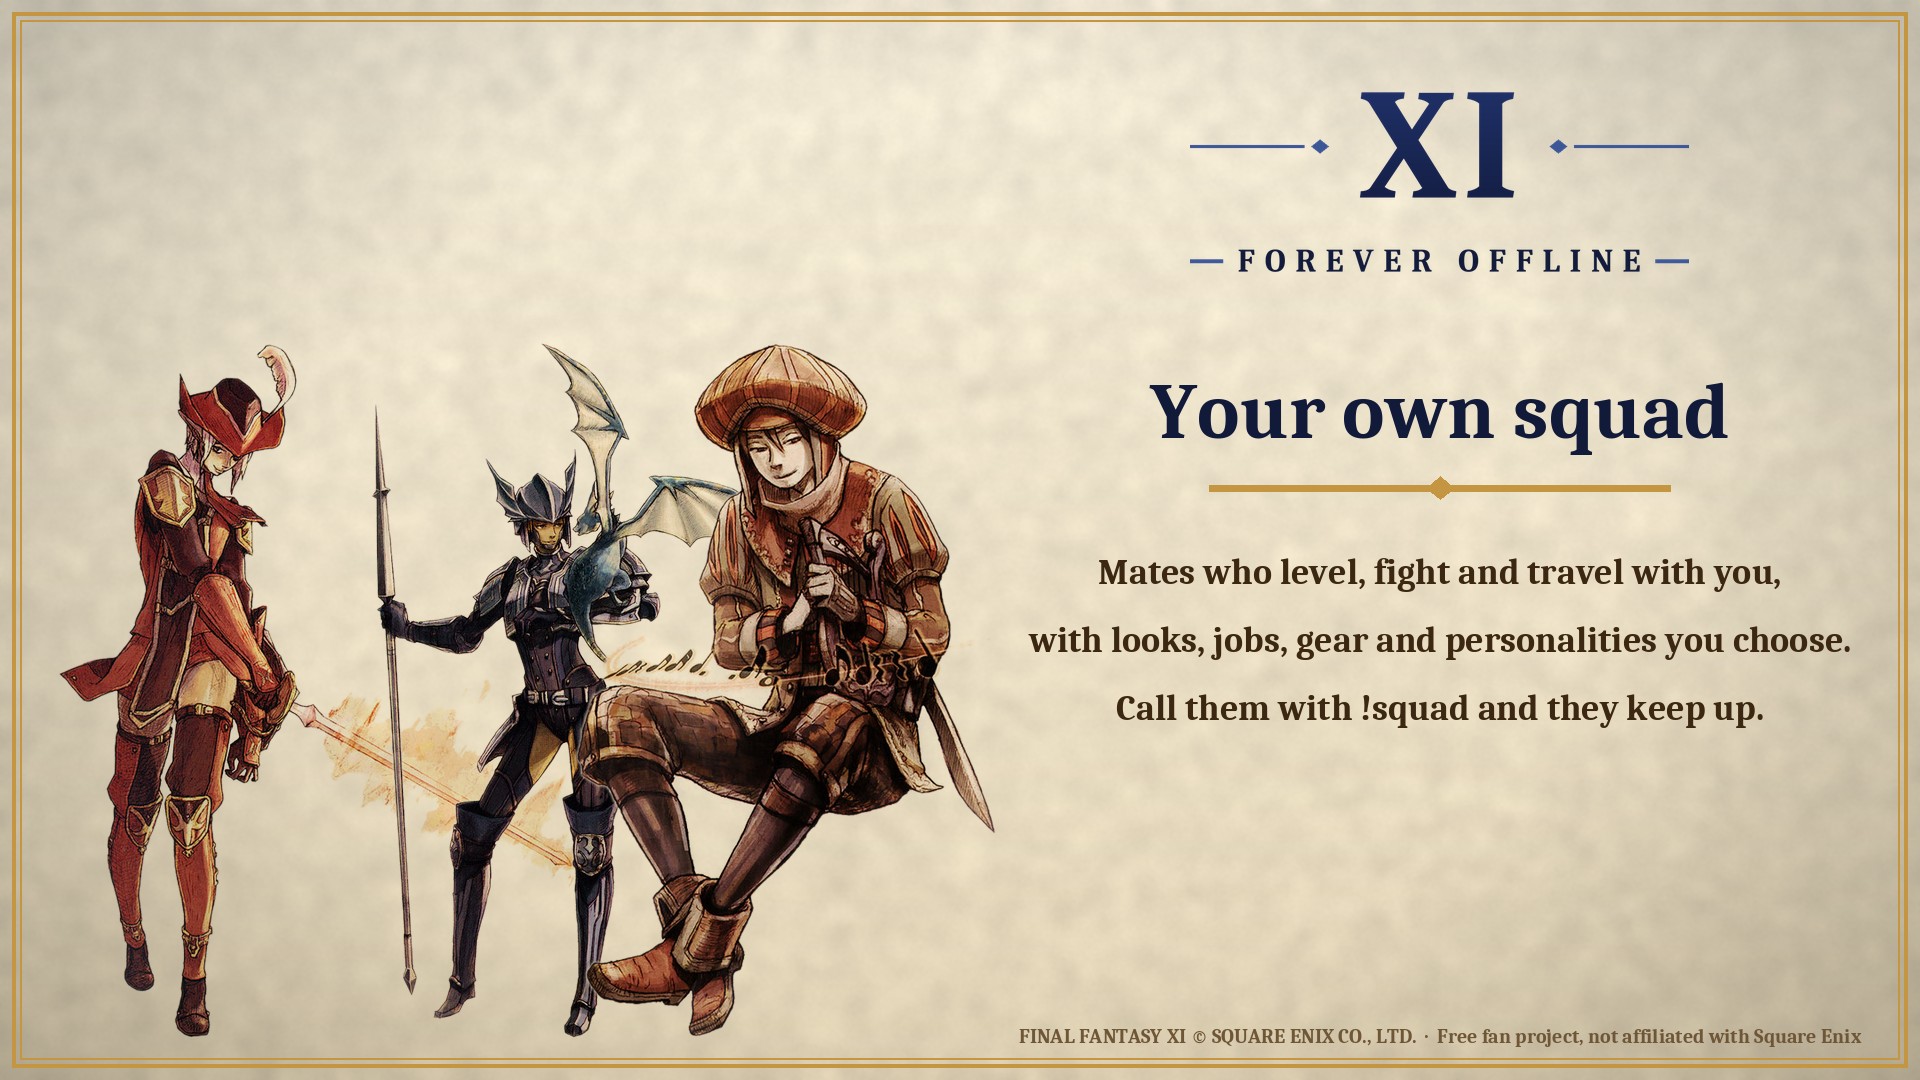 XI
FOREVER OFFLINE
Your own squad
Mates who level, fight and travel with you,
with looks, jobs, gear and personalities you choose.
Call them with !squad and they keep up.
FINAL FANTASY XI © SQUARE ENIX CO., LTD. · Free fan project, not affiliated with Square Enix